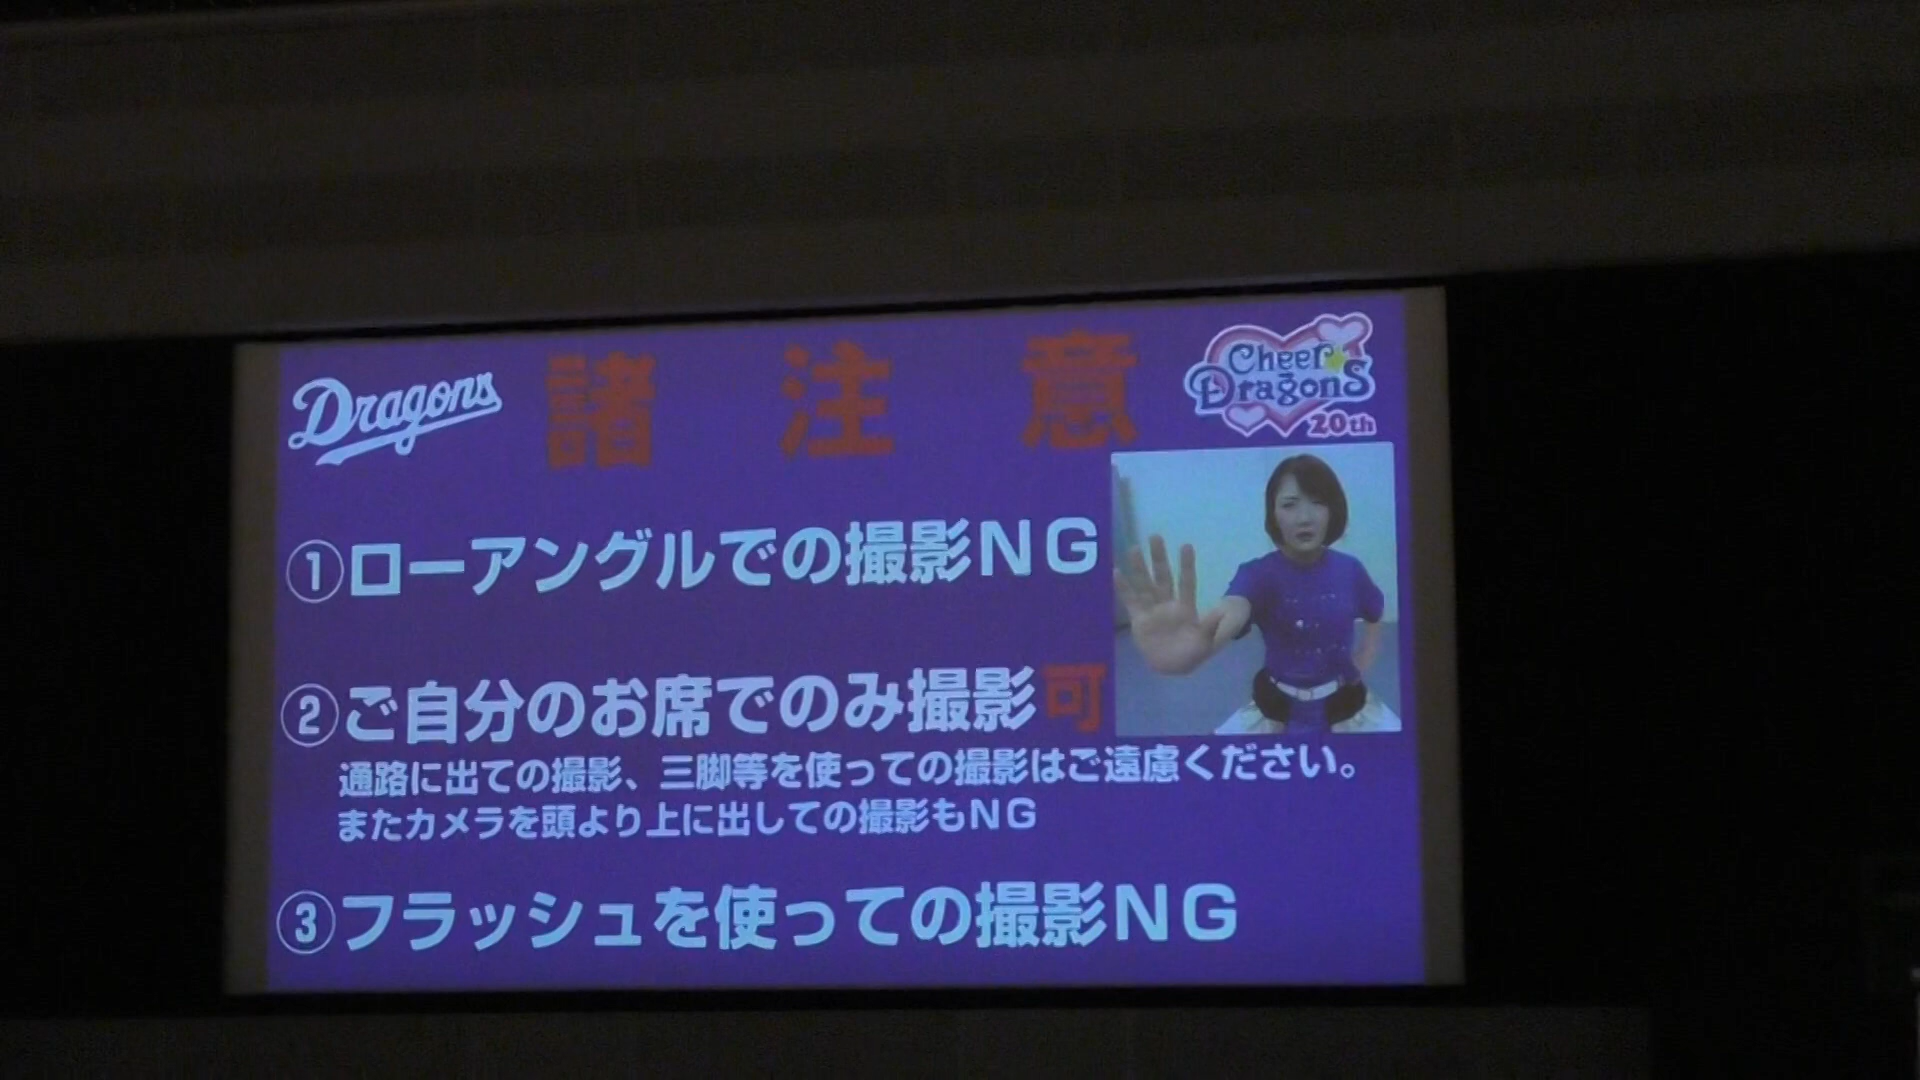 Dragons
諸注意
Cheer
Dragons
20th
①ローアングルでの撮影NG
②ご自分のお席でのみ撮影可
通路に出ての撮影、三脚等を使っての撮影はご遠慮ください。
またカメラを頭より上に出しての撮影もNG
③フラッシュを使っての撮影NG